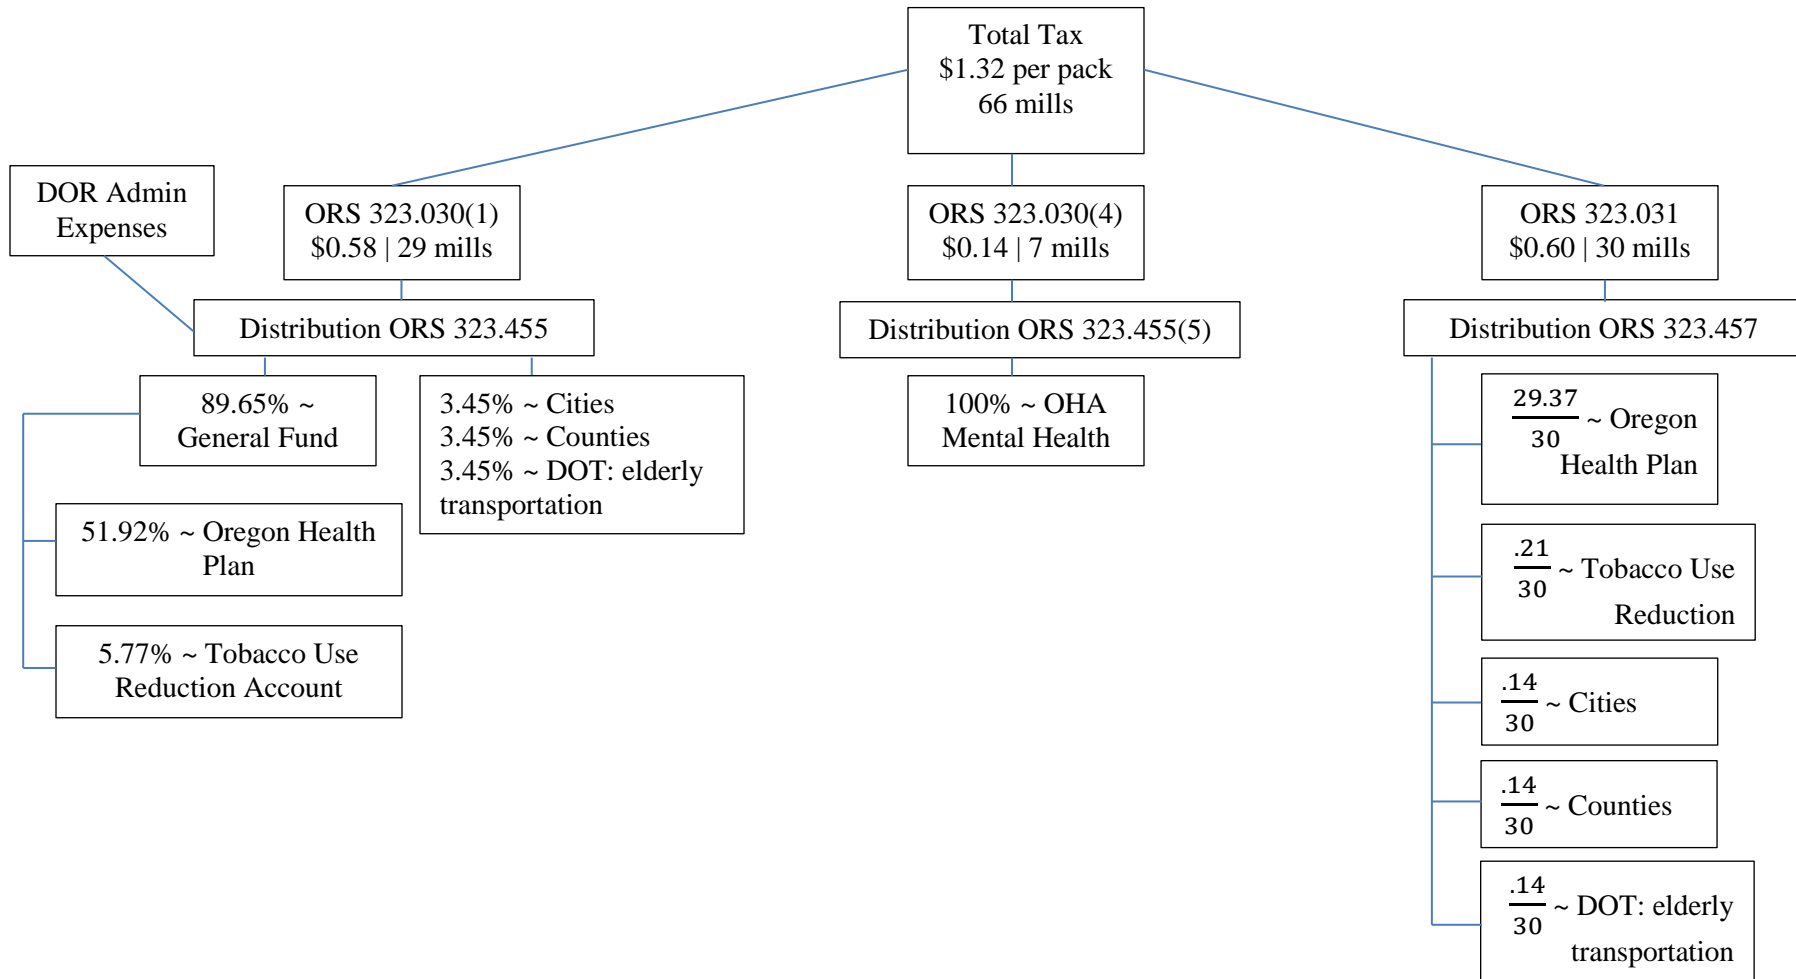 Total Tax
$1.32 per pack
66 mills
DOR Admin
Expenses
ORS 323.030(1)
$0.58 | 29 mills
ORS 323.030(4)
$0.14 | 7 mills
ORS 323.031
$0.60 | 30 mills
Distribution ORS 323.455
Distribution ORS 323.455(5)
Distribution ORS 323.457
89.65% ~
General Fund
3.45% ~ Cities
3.45% ~ Counties
3.45% ~ DOT: elderly
transportation
100% ~ OHA
Mental Health
51.92% ~ Oregon Health
Plan
5.77% ~ Tobacco Use
Reduction Account
29.37/30 ~ Oregon
Health Plan
.21/30 ~ Tobacco Use
Reduction
.14/30 ~ Cities
.14/30 ~ Counties
.14/30 ~ DOT: elderly
transportation